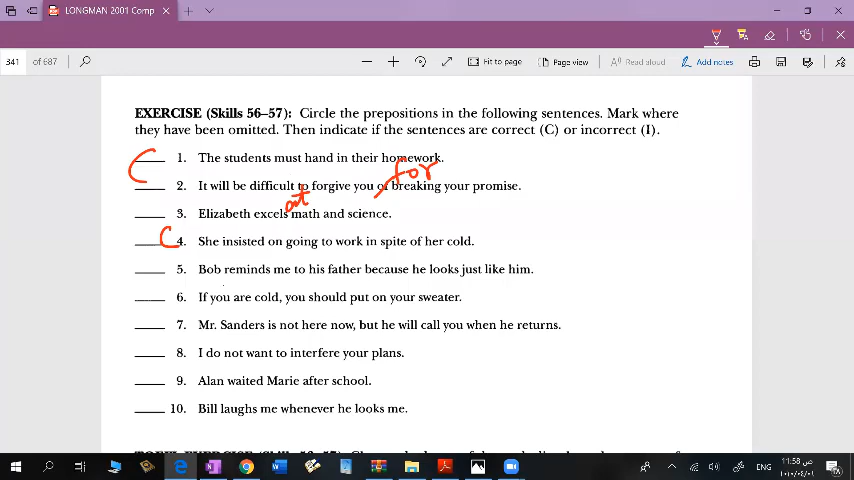 LONGMAN 2001 Comp
341 of 687
Fit to page
Page view
Read aloud
Add notes
EXERCISE (Skills 56–57): Circle the prepositions in the following sentences. Mark where
they have been omitted. Then indicate if the sentences are correct (C) or incorrect (I).
C 1. The students must hand in their homework.
for
2. It will be difficult to forgive you of breaking your promise.
at
3. Elizabeth excels math and science.
C 4. She insisted on going to work in spite of her cold.
5. Bob reminds me to his father because he looks just like him.
6. If you are cold, you should put on your sweater.
7. Mr. Sanders is not here now, but he will call you when he returns.
8. I do not want to interfere your plans.
9. Alan waited Marie after school.
10. Bill laughs me whenever he looks me.
ENG
11:58 ص